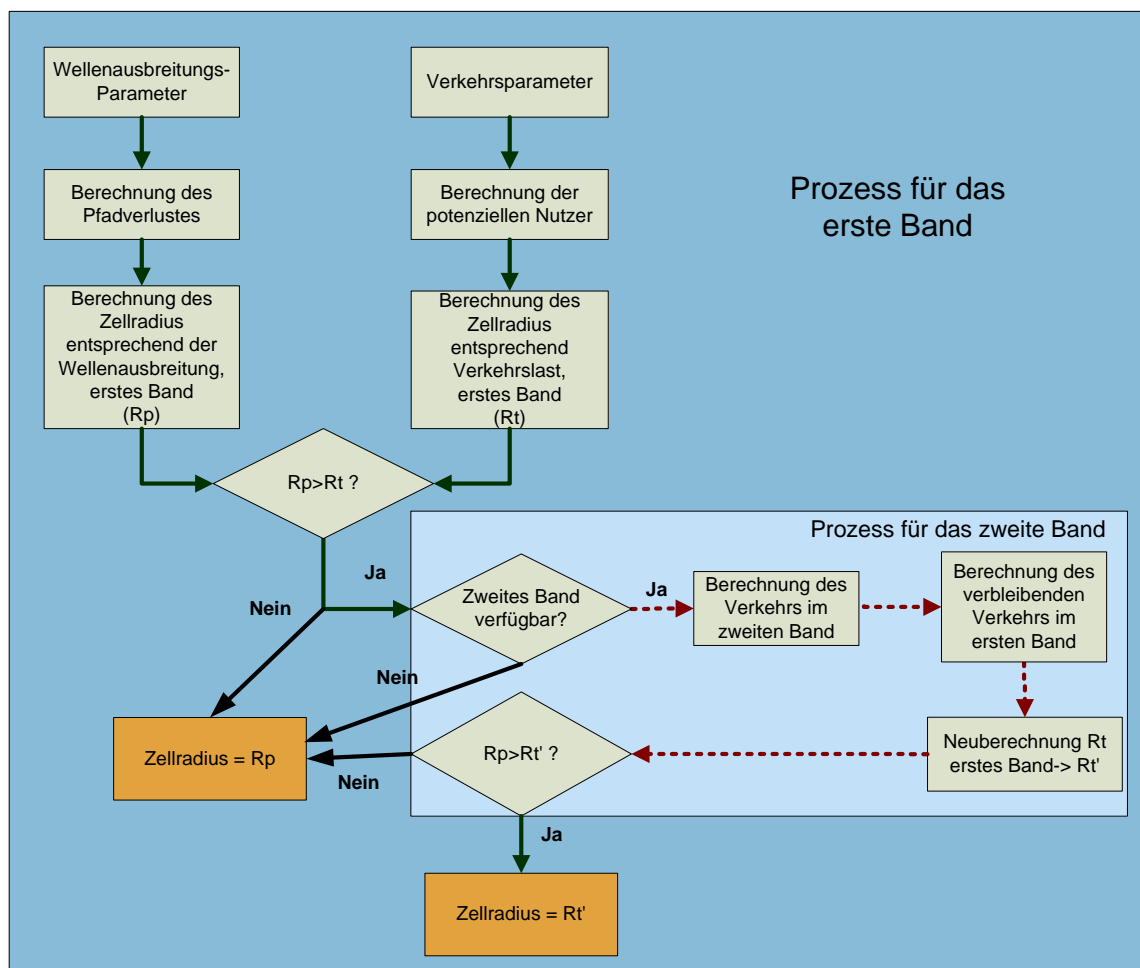 Wellenausbreitungs-
Parameter
Verkehrsparameter
Berechnung des
Pfadverlustes
Berechnung der
potenziellen Nutzer
Prozess für das
erste Band
Berechnung des
Zellradius
entsprechend der
Wellenausbreitung,
erstes Band
(Rp)
Berechnung des
Zellradius
entsprechend
Verkehrslast,
erstes Band
(Rt)
Rp>Rt ?
Prozess für das zweite Band
Ja
Nein
Zweites Band
verfügbar?
Ja
Berechnung des
Verkehrs im
zweiten Band
Berechnung des
verbleibenden
Verkehrs im
ersten Band
Nein
Zellradius = Rp
Nein
Rp>Rt' ?
Neuberechnung Rt
erstes Band-> Rt'
Ja
Zellradius = Rt'